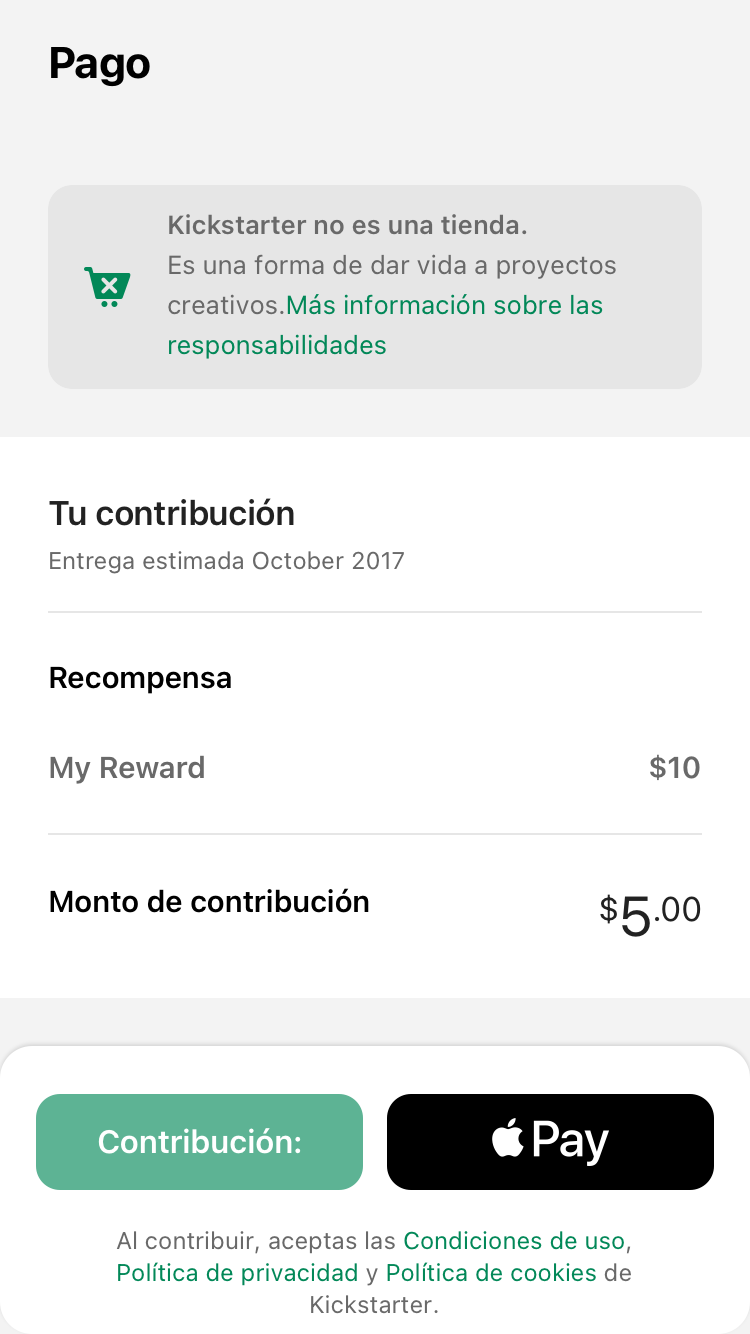 Pago
Kickstarter no es una tienda.
Es una forma de dar vida a proyectos
creativos.Más información sobre las
responsabilidades
Tu contribución
Entrega estimada October 2017
Recompensa
My Reward $10
Monto de contribución $5.00
Contribución: Pay
Al contribuir, aceptas las Condiciones de uso,
Política de privacidad y Política de cookies de
Kickstarter.